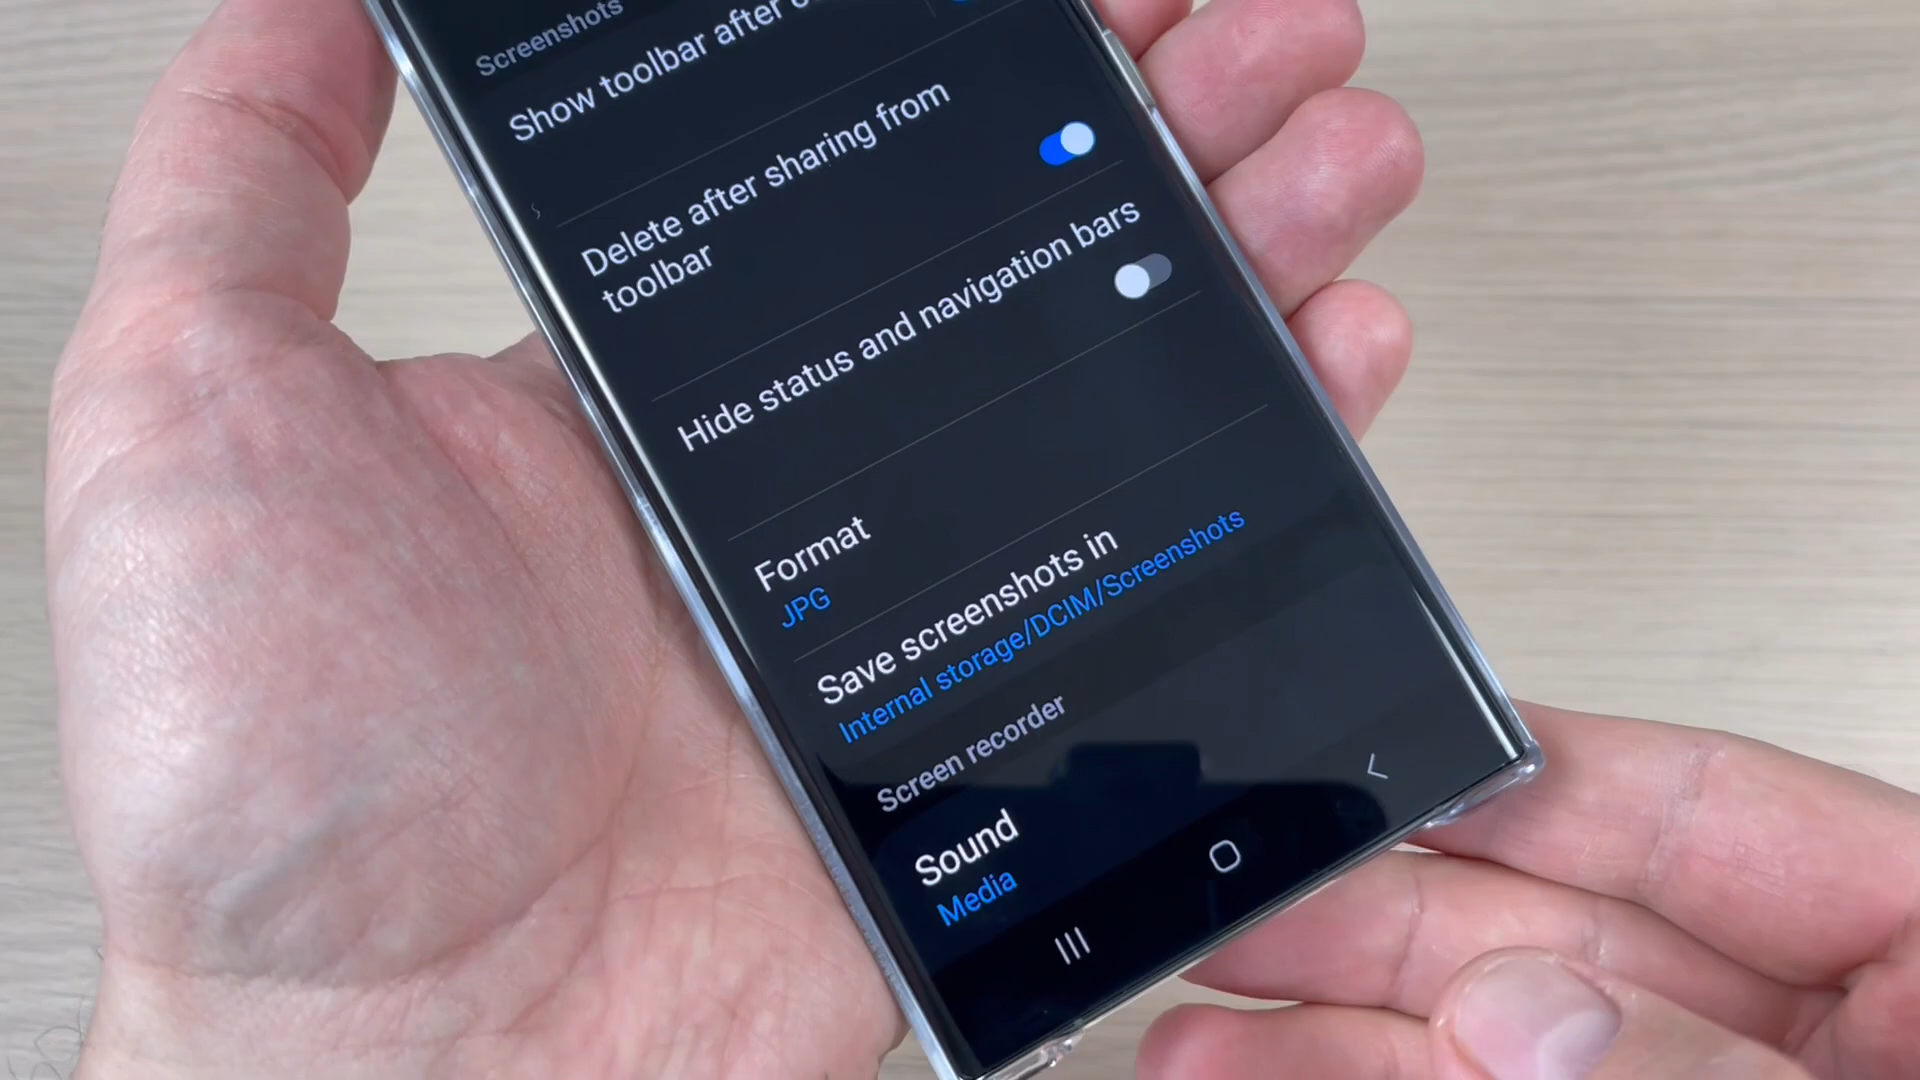 Screenshots
Show toolbar after
Delete after sharing from
toolbar
Hide status and navigation bars
Format
JPG
Save screenshots in
Internal storage/DCIM/Screenshots
Screen recorder
Sound
Media